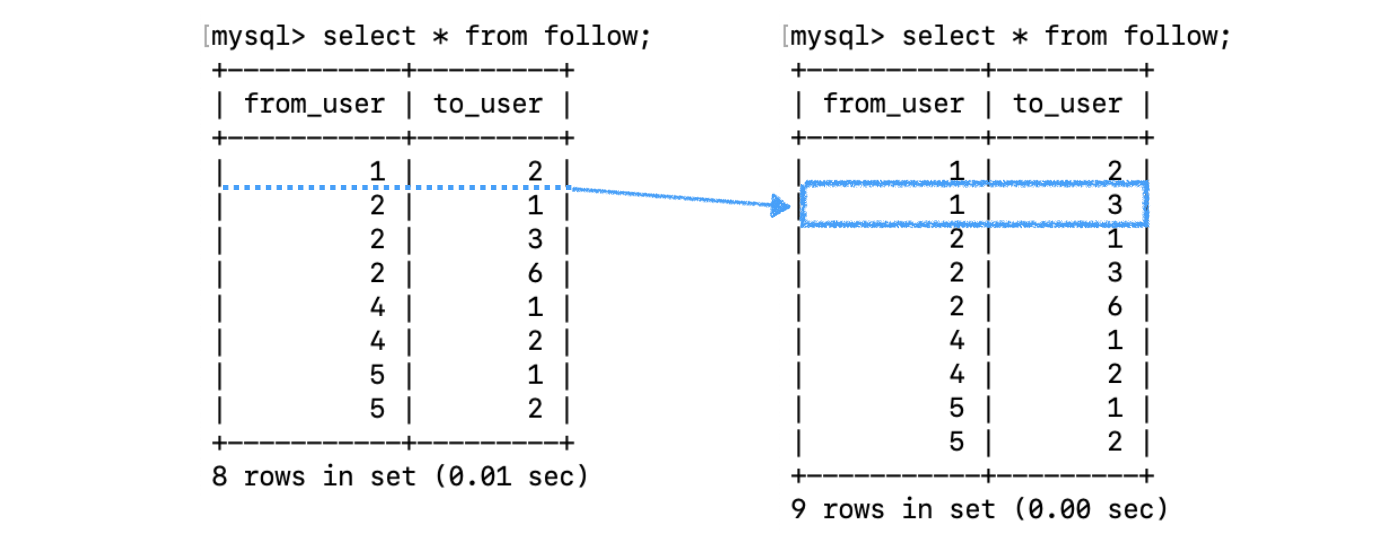 [mysql> select * from follow;
+-----------+---------+
| from_user | to_user |
+-----------+---------+
|         1 |       2 |
|         2 |       1 |
|         2 |       3 |
|         2 |       6 |
|         4 |       1 |
|         4 |       2 |
|         5 |       1 |
|         5 |       2 |
+-----------+---------+
8 rows in set (0.01 sec)
[mysql> select * from follow;
+-----------+---------+
| from_user | to_user |
+-----------+---------+
|         1 |       2 |
|         1 |       3 |
|         2 |       1 |
|         2 |       3 |
|         2 |       6 |
|         4 |       1 |
|         4 |       2 |
|         5 |       1 |
|         5 |       2 |
+-----------+---------+
9 rows in set (0.00 sec)